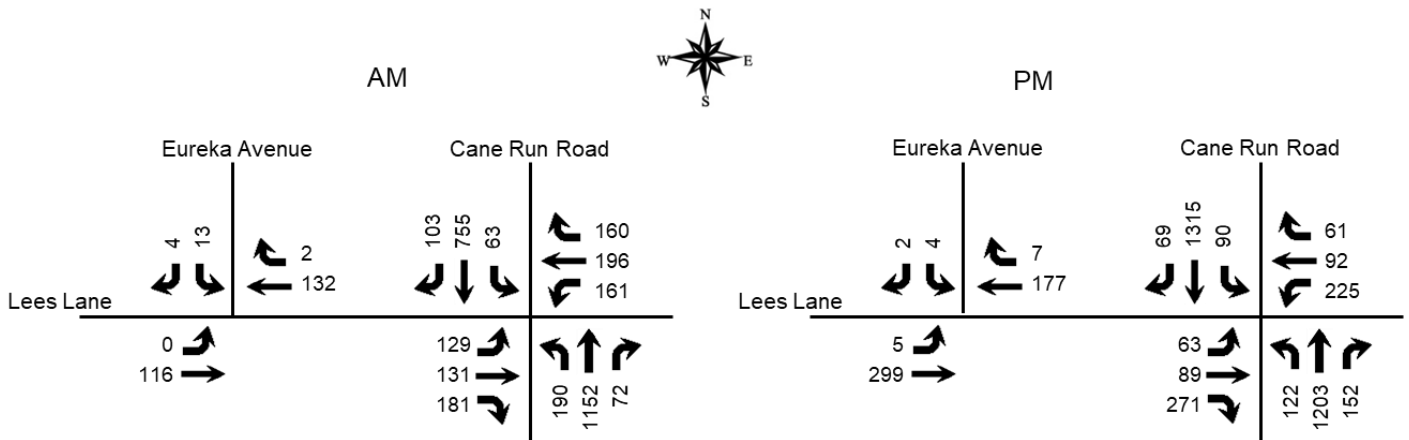 N
W E
S
AM
PM
Eureka Avenue
Cane Run Road
Eureka Avenue
Cane Run Road
4 13
2
132
103 755 63
160
196
161
2 4
7
177
69 1315 90
61
92
225
Lees Lane
Lees Lane
0
116
129
131
181
190 1152 72
5
299
63
89
271
122 1203 152